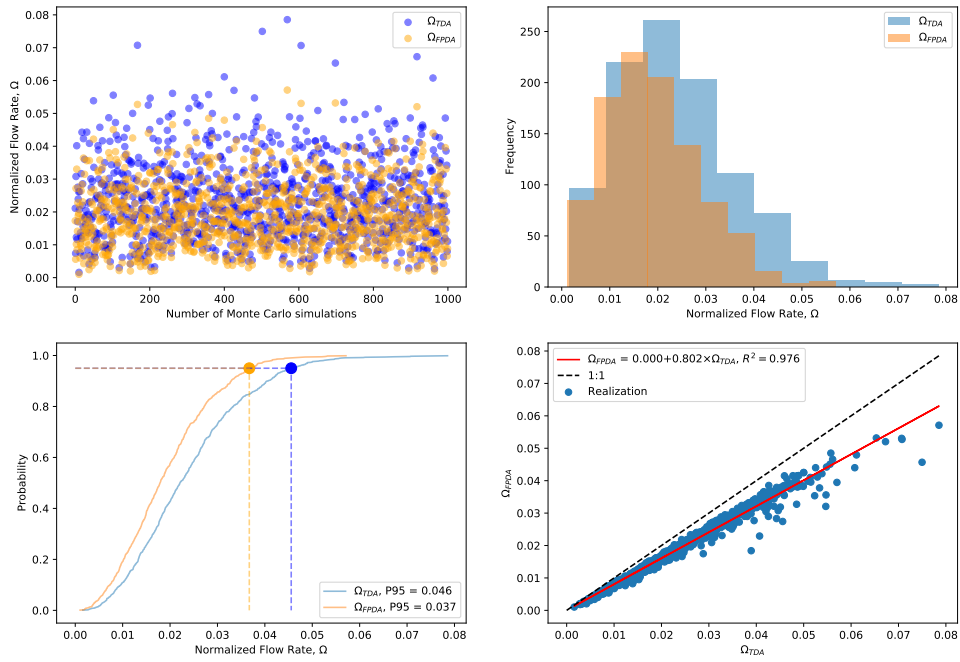 0.08
0.07
0.06
0.05
0.04
0.03
0.02
0.01
0.00
Normalized Flow Rate, Ω
0 200 400 600 800 1000
Number of Monte Carlo simulations
Ω_TDA
Ω_FPDA
250
200
150
100
50
0
Frequency
0.00 0.01 0.02 0.03 0.04 0.05 0.06 0.07 0.08
Normalized Flow Rate, Ω
Ω_TDA
Ω_FPDA
1.0
0.8
0.6
0.4
0.2
0.0
Probability
0.00 0.01 0.02 0.03 0.04 0.05 0.06 0.07 0.08
Normalized Flow Rate, Ω
Ω_TDA, P95 = 0.046
Ω_FPDA, P95 = 0.037
Ω_FPDA = 0.000+0.802×Ω_TDA, R² = 0.976
1:1
Realization
0.08
0.07
0.06
0.05
0.04
0.03
0.02
0.01
0.00
Ω_FPDA
0.00 0.01 0.02 0.03 0.04 0.05 0.06 0.07 0.08
Ω_TDA